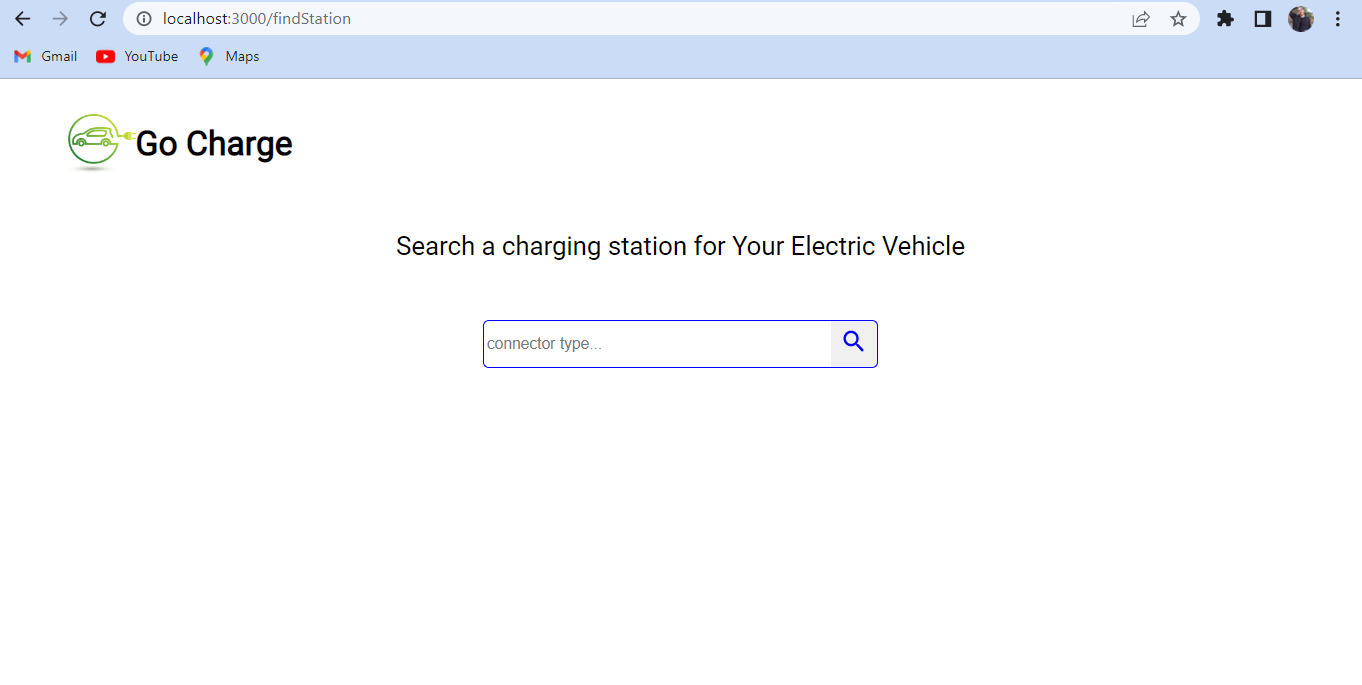 localhost:3000/findStation
Gmail YouTube Maps
Go Charge
Search a charging station for Your Electric Vehicle
connector type...